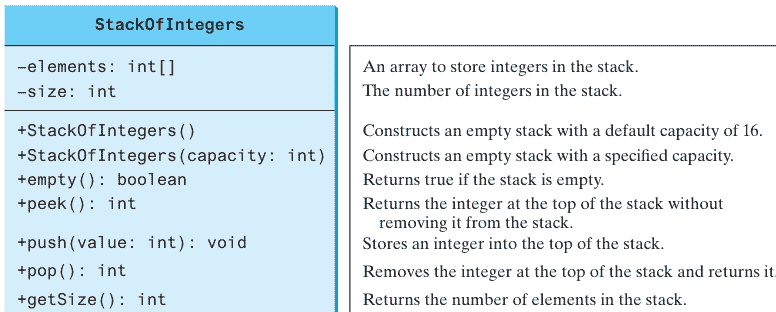 StackOfIntegers
-elements: int[]
An array to store integers in the stack.
-size: int
The number of integers in the stack.
+StackOfIntegers()
Constructs an empty stack with a default capacity of 16.
+StackOfIntegers(capacity: int)
Constructs an empty stack with a specified capacity.
+empty(): boolean
Returns true if the stack is empty.
+peek(): int
Returns the integer at the top of the stack without
removing it from the stack.
+push(value: int): void
Stores an integer into the top of the stack.
+pop(): int
Removes the integer at the top of the stack and returns it.
+getSize(): int
Returns the number of elements in the stack.